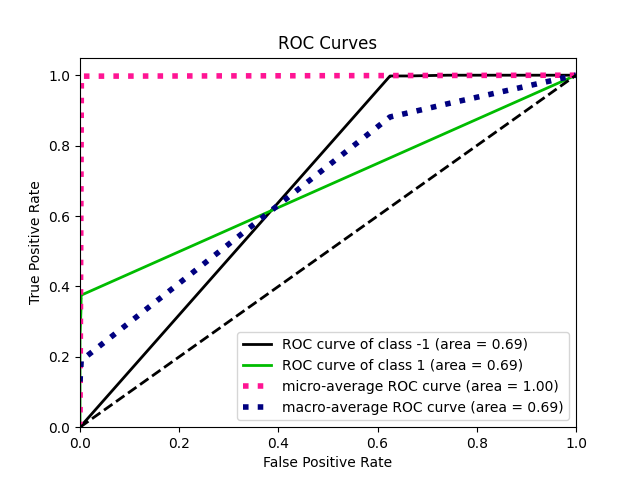 ROC Curves
True Positive Rate
1.0
0.8
0.6
0.4
0.2
0.0
ROC curve of class -1 (area = 0.69)
ROC curve of class 1 (area = 0.69)
micro-average ROC curve (area = 1.00)
macro-average ROC curve (area = 0.69)
0.0 0.2 0.4 0.6 0.8 1.0
False Positive Rate